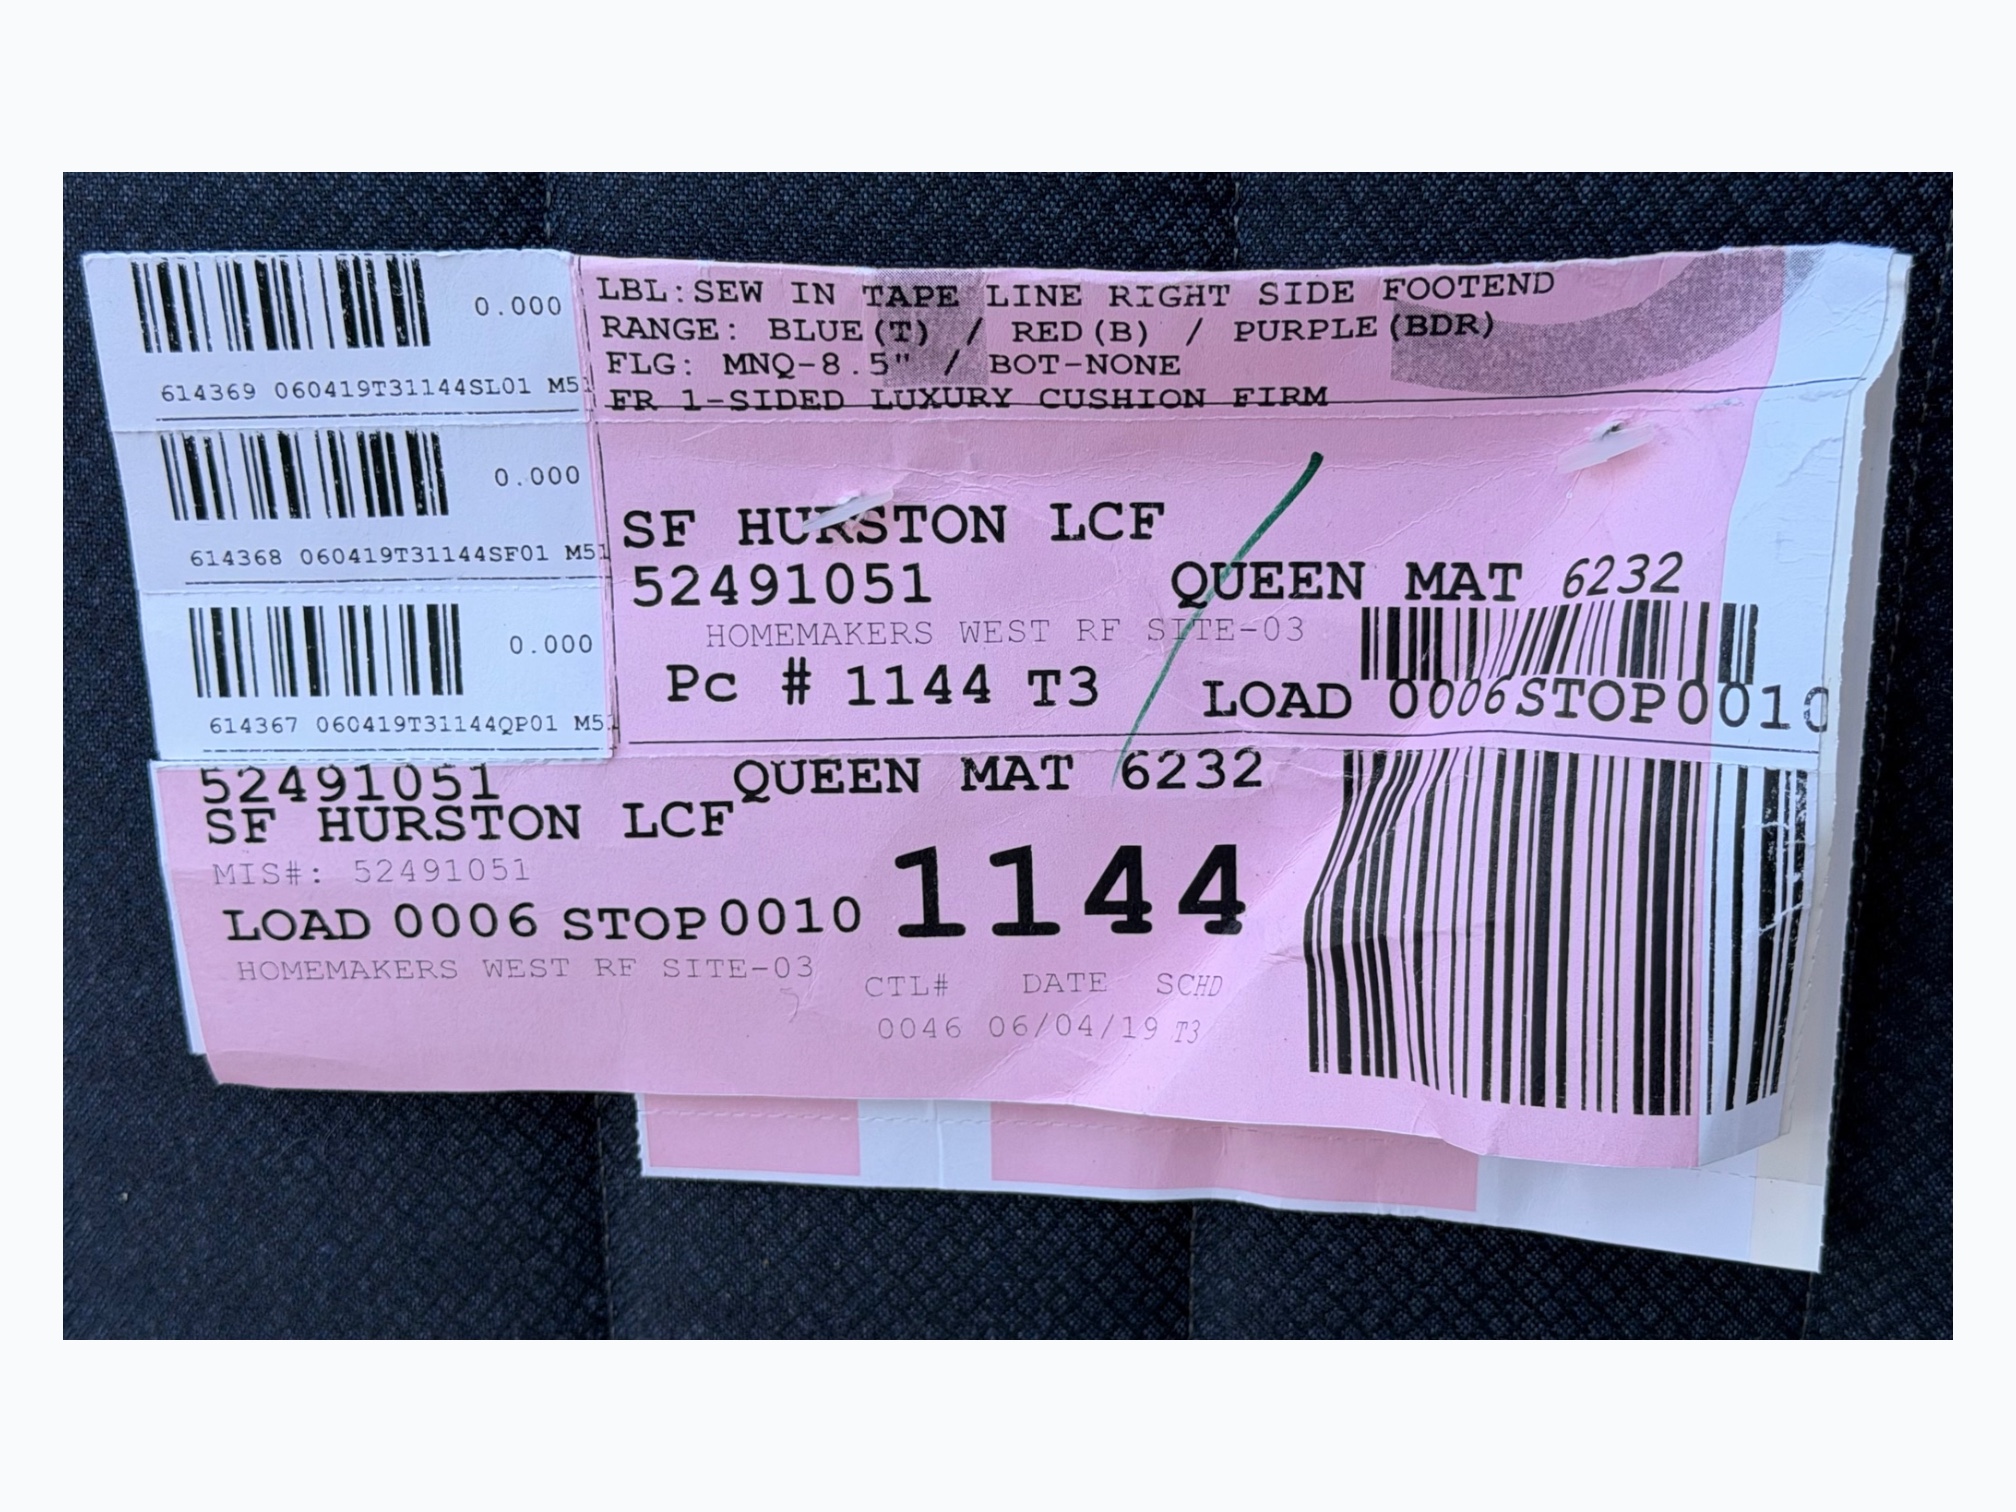 0.000
614369 060419T31144SL01 M51
0.000
614368 060419T31144SF01 M51
0.000
614367 060419T31144QP01 M51
LBL:SEW IN TAPE LINE RIGHT SIDE FOOTEND
RANGE: BLUE(T) / RED(B) / PURPLE(BDR)
FLG: MNQ-8.5" / BOT-NONE
FR 1-SIDED LUXURY CUSHION FIRM
SF HURSTON LCF
52491051 QUEEN MAT 6232
HOMEMAKERS WEST RF SITE-03
Pc # 1144 T3 LOAD 0006 STOP 0010
52491051 QUEEN MAT 6232
SF HURSTON LCF
MIS#: 52491051
LOAD 0006 STOP 0010 1144
HOMEMAKERS WEST RF SITE-03
CTL# DATE SCHD
0046 06/04/19 T3